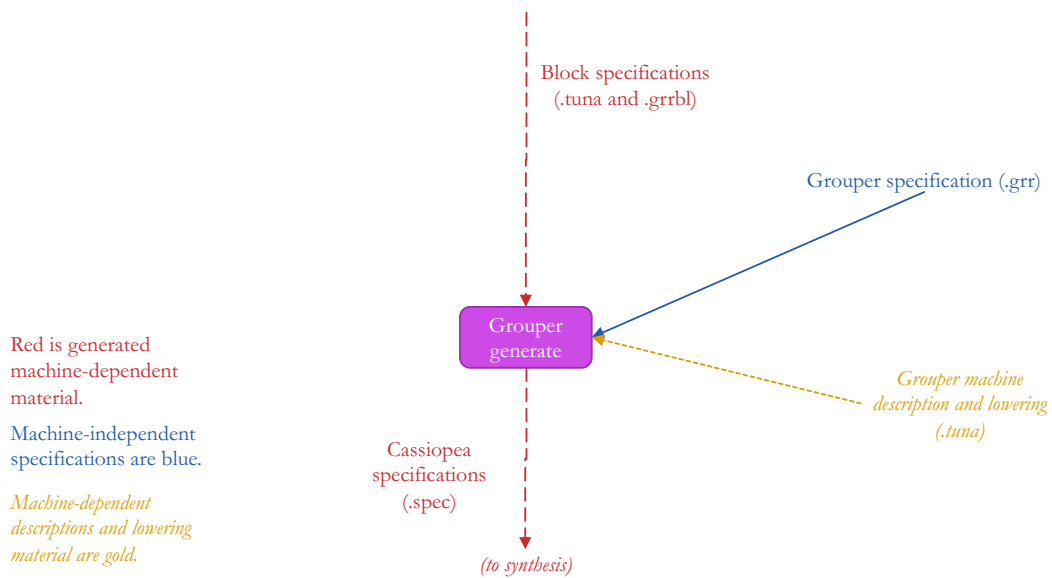 Block specifications
(.tuna and .grrbl)
Grouper specification (.grr)
Grouper
generate
Red is generated
machine-dependent
material.
Machine-independent
specifications are blue.
Machine-dependent
descriptions and lowering
material are gold.
Grouper machine
description and lowering
(.tuna)
Cassiopea
specifications
(.spec)
(to synthesis)